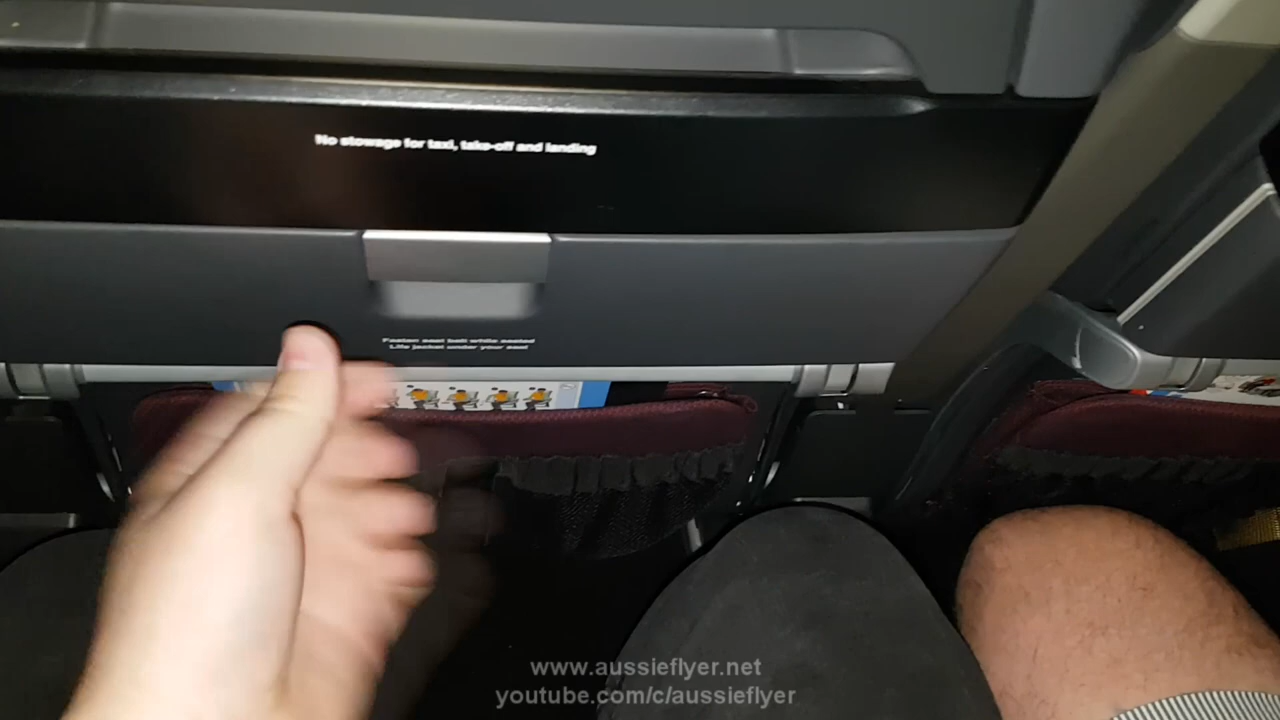 No stowage for taxi, take-off and landing
Fasten seat belt while seated
Life jacket under your seat
www.aussieflyer.net
youtube.com/c/aussieflyer